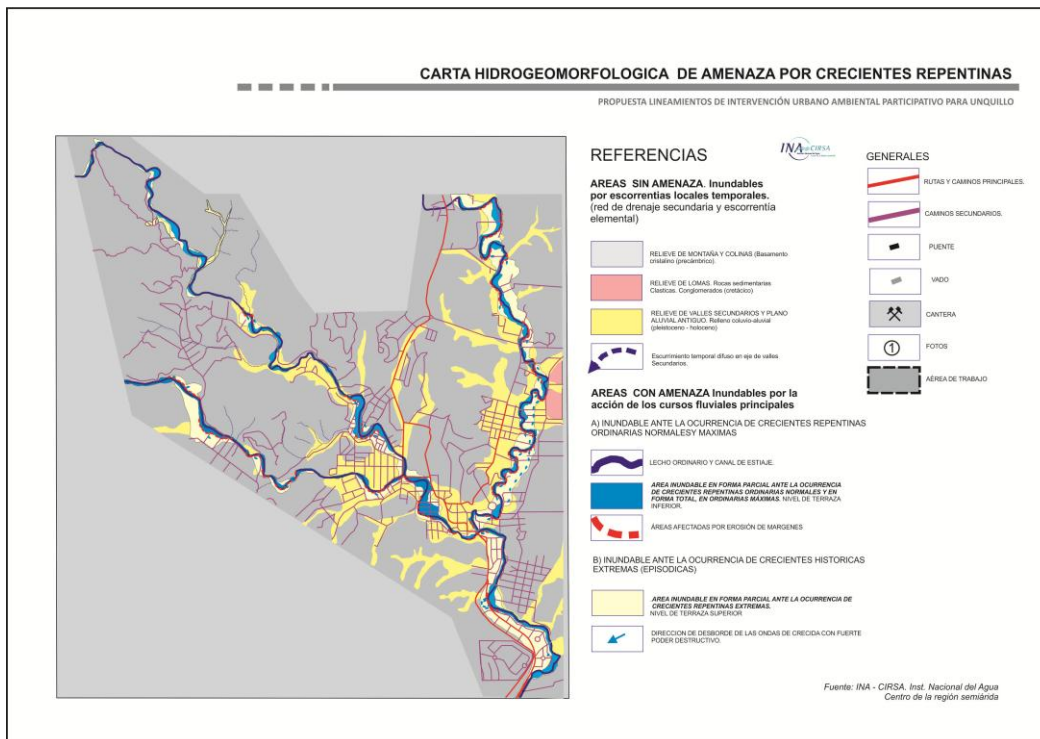 CARTA HIDROGEOMORFOLOGICA DE AMENAZA POR CRECIENTES REPENTINAS
PROPUESTA LINEAMIENTOS DE INTERVENCIÓN URBANO AMBIENTAL PARTICIPATIVO PARA UNQUILLO
REFERENCIAS
INA
CIRSA
AREAS SIN AMENAZA. Inundables
por escorrentias locales temporales.
(red de drenaje secundaria y escorrentía
elemental)
RELIEVE DE MONTAÑA Y COLINAS (Basamento
cristalino (precámbrico).
RELIEVE DE LOMAS. Rocas sedimentarias
Clasticas. Conglomerados (cretácico)
RELIEVE DE VALLES SECUNDARIOS Y PLANO
ALUVIAL ANTIGUO. Relleno coluvio-aluvial
(pleistoceno - holoceno)
Escurrimiento temporal difuso en eje de valles
Secundarios.
AREAS CON AMENAZA Inundables por la
acción de los cursos fluviales principales
A) INUNDABLE ANTE LA OCURRENCIA DE CRECIENTES REPENTINAS
ORDINARIAS NORMALESY MAXIMAS
LECHO ORDINARIO Y CANAL DE ESTIAJE.
AREA INUNDABLE EN FORMA PARCIAL ANTE LA OCURRENCIA
DE CRECIENTES REPENTINAS ORDINARIAS NORMALES Y EN
FORMA TOTAL, EN ORDINARIAS MÁXIMAS. NIVEL DE TERRAZA
INFERIOR.
ÁREAS AFECTADAS POR EROSIÓN DE MARGENES
B) INUNDABLE ANTE LA OCURRENCIA DE CRECIENTES HISTORICAS
EXTREMAS (EPISODICAS)
AREA INUNDABLE EN FORMA PARCIAL ANTE LA OCURRENCIA DE
CRECIENTES REPENTINAS EXTREMAS.
NIVEL DE TERRAZA SUPERIOR
DIRECCION DE DESBORDE DE LAS ONDAS DE CRECIDA CON FUERTE
PODER DESTRUCTIVO.
GENERALES
RUTAS Y CAMINOS PRINCIPALES.
CAMINOS SECUNDARIOS.
PUENTE
VADO
CANTERA
1
FOTOS
AÉREA DE TRABAJO
Fuente: INA - CIRSA. Inst. Nacional del Agua
Centro de la región semiárida